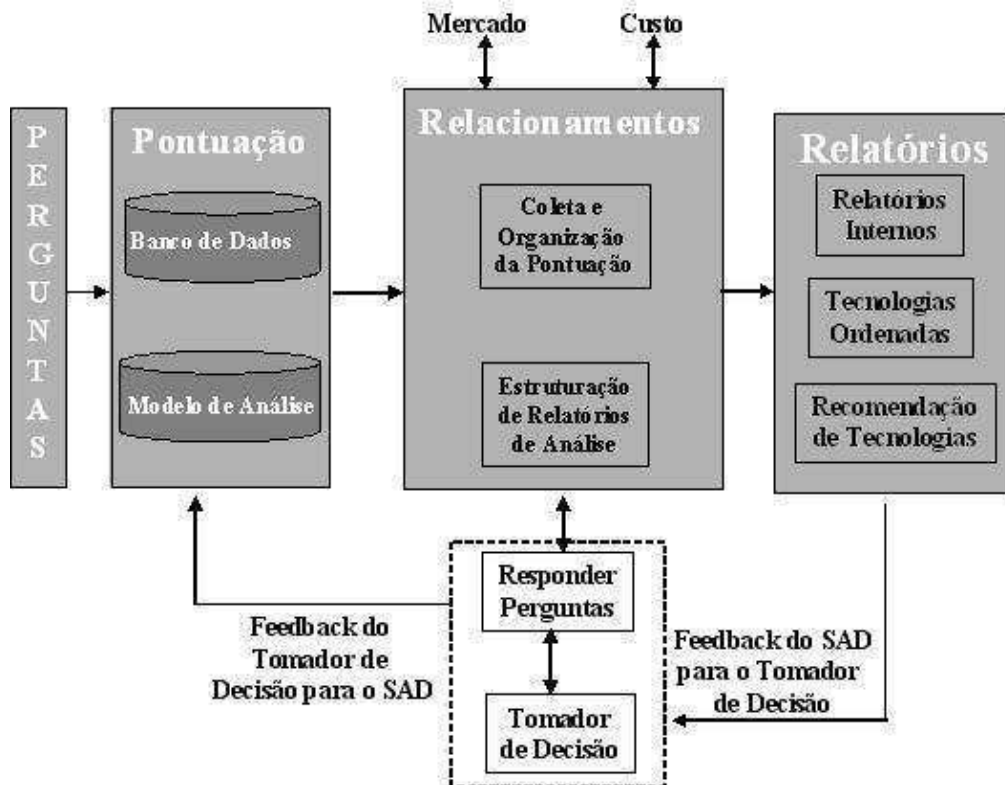 Mercado
Custo
PERGUNTAS
Pontuação
Banco de Dados
Modelo de Análise
Relacionamentos
Coleta e
Organização
da Pontuação
Estruturação
de Relatórios
de Análise
Relatórios
Relatórios
Internos
Tecnologias
Ordenadas
Recomendação
de Tecnologias
Responder
Perguntas
Tomador
de Decisão
Feedback do
Tomador de
Decisão para o SAD
Feedback do SAD
para o Tomador
de Decisão